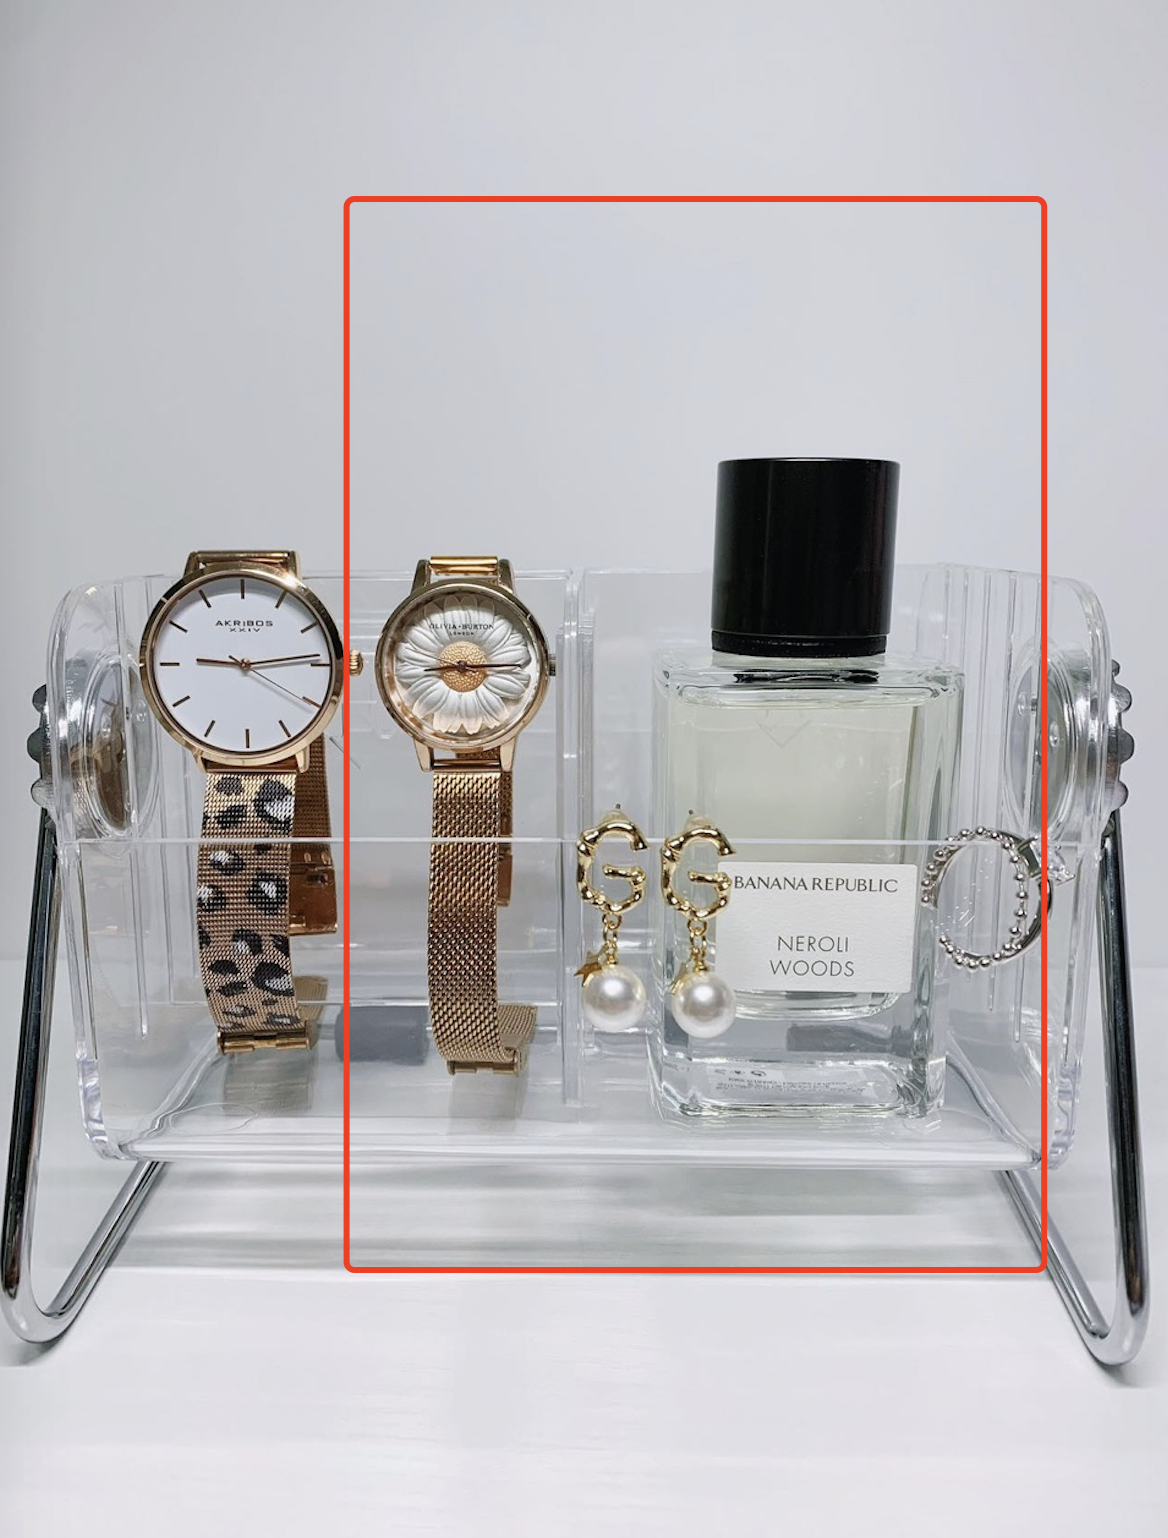 AKRIBOS
XXIV
OLIVIA•BURTON
LONDON
BANANA REPUBLIC
NEROLI
WOODS